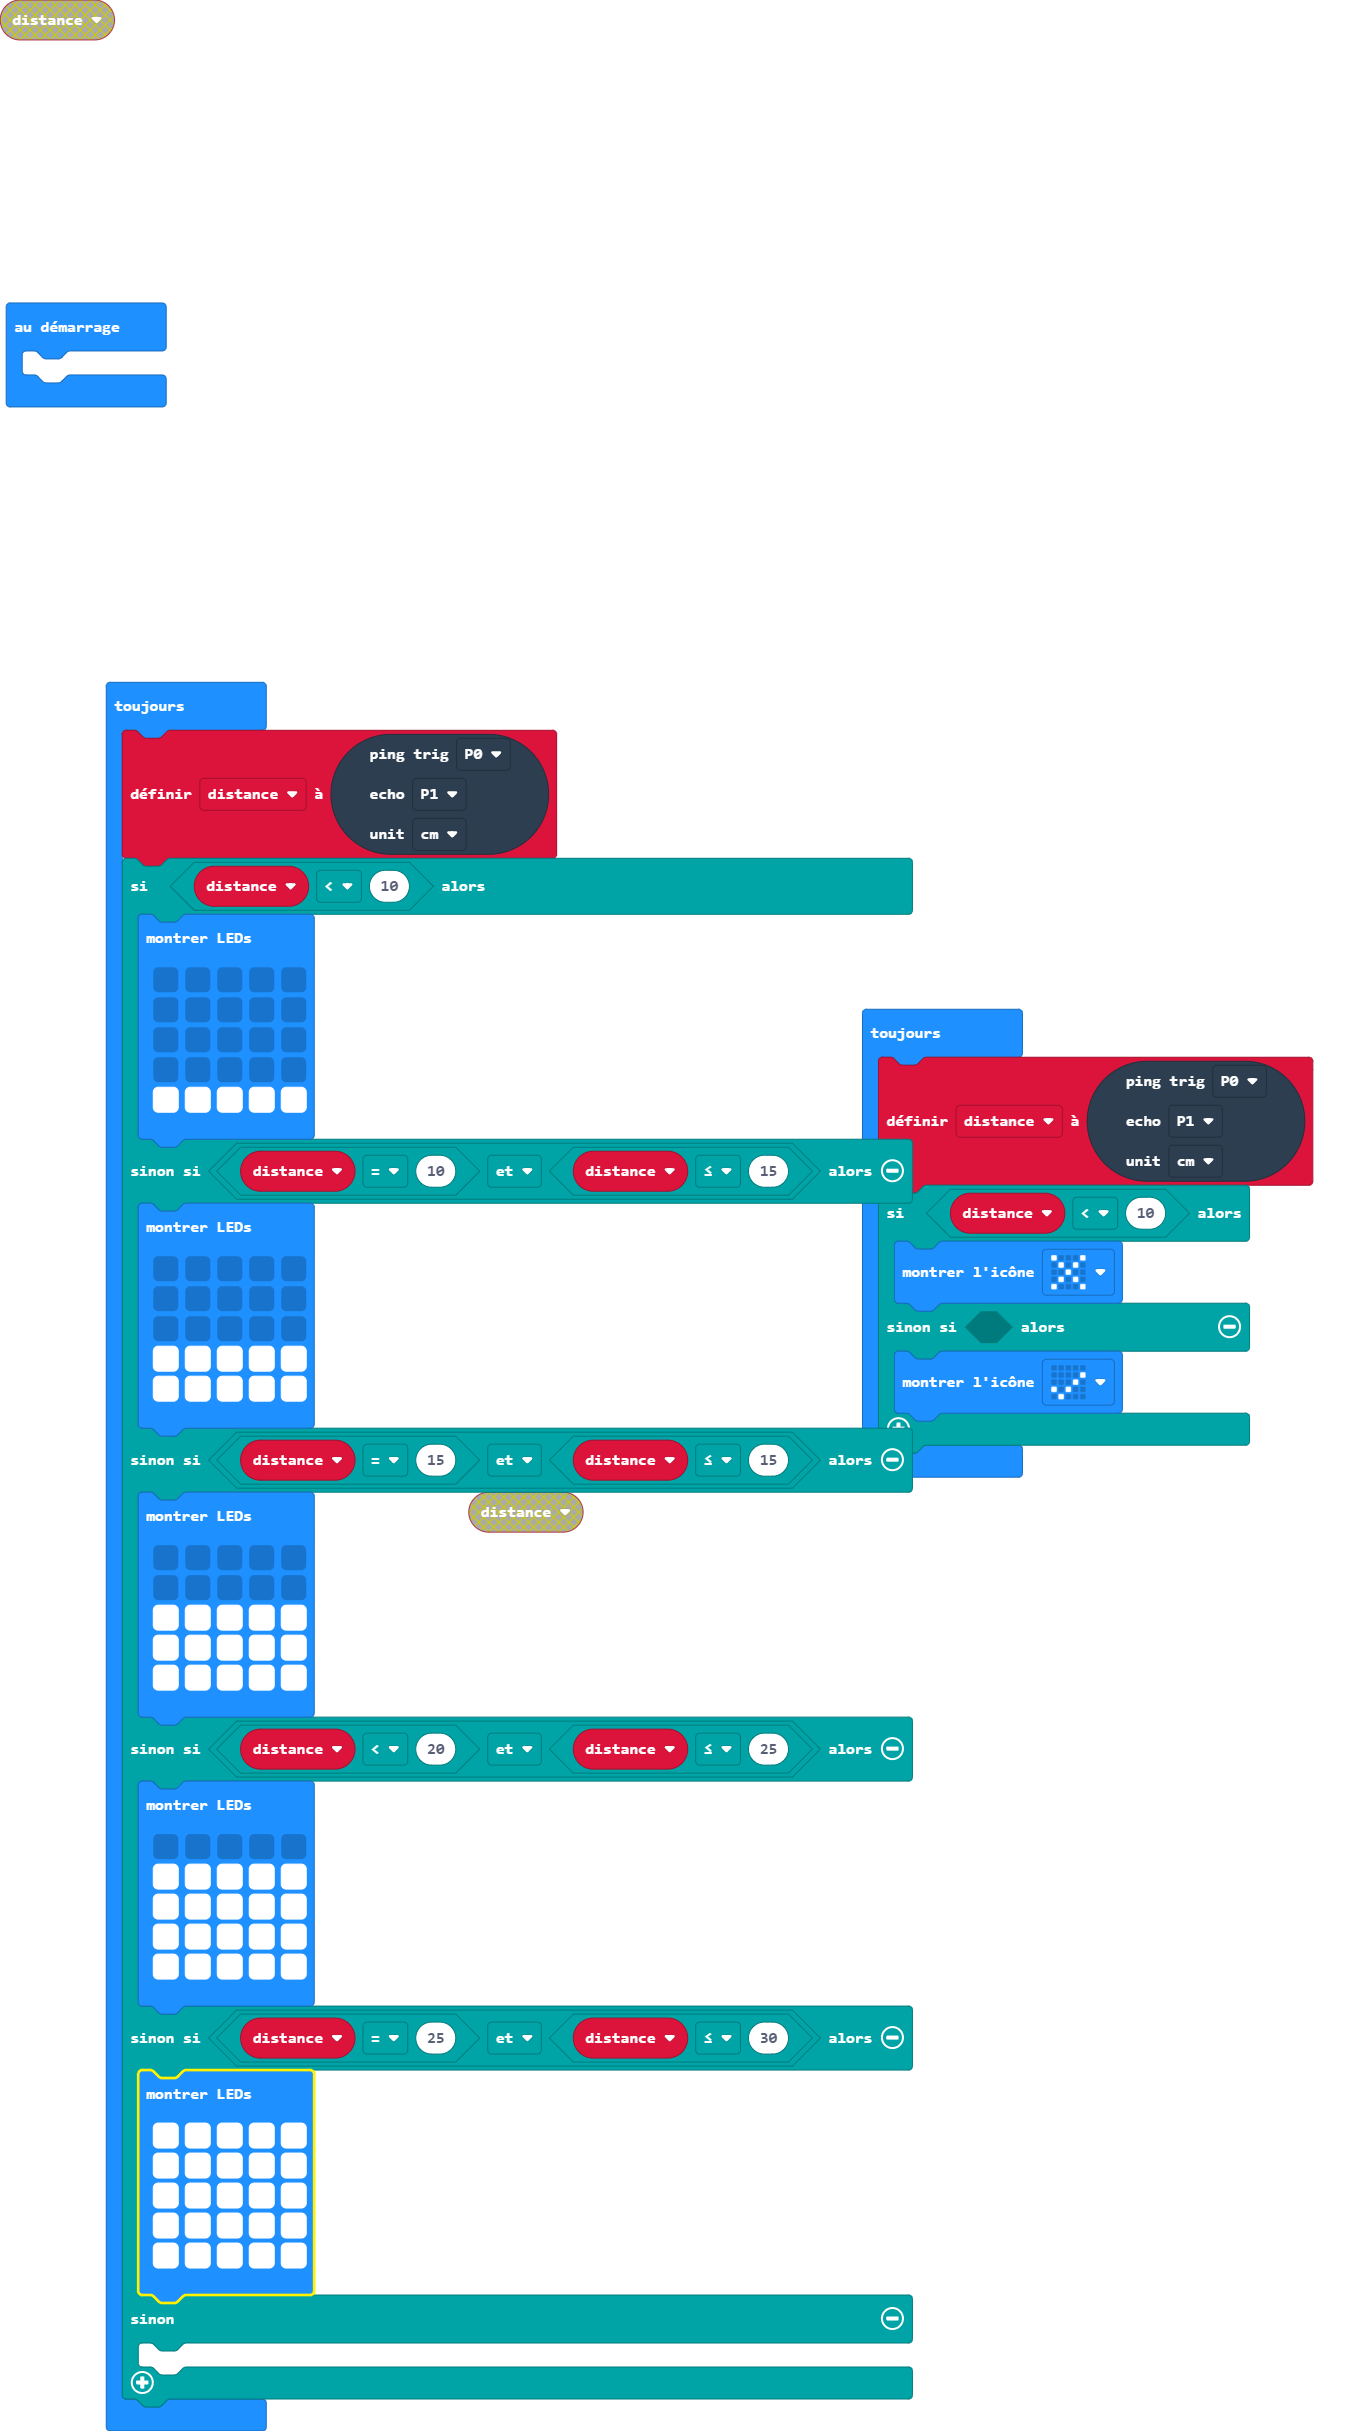 distance
au démarrage
toujours
ping trig P0
définir distance à echo P1
unit cm
si distance < 10 alors
montrer LEDs
sinon si distance = 10 et distance ≤ 15 alors
montrer LEDs
sinon si distance = 15 et distance ≤ 15 alors
distance
montrer LEDs
sinon si distance < 20 et distance ≤ 25 alors
montrer LEDs
sinon si distance = 25 et distance ≤ 30 alors
montrer LEDs
sinon
toujours
ping trig P0
définir distance à echo P1
unit cm
si distance < 10 alors
montrer l'icône
sinon si alors
montrer l'icône